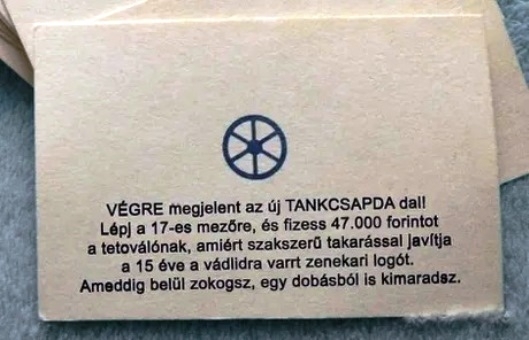 VÉGRE megjelent az új TANKCSAPDA dal!
Lépj a 17-es mezőre, és fizess 47.000 forintot
a tetoválónak, amiért szakszerű takarással javítja
a 15 éve a vádlidra varrt zenekari logót.
Ameddig belül zokogsz, egy dobásból is kimaradsz.